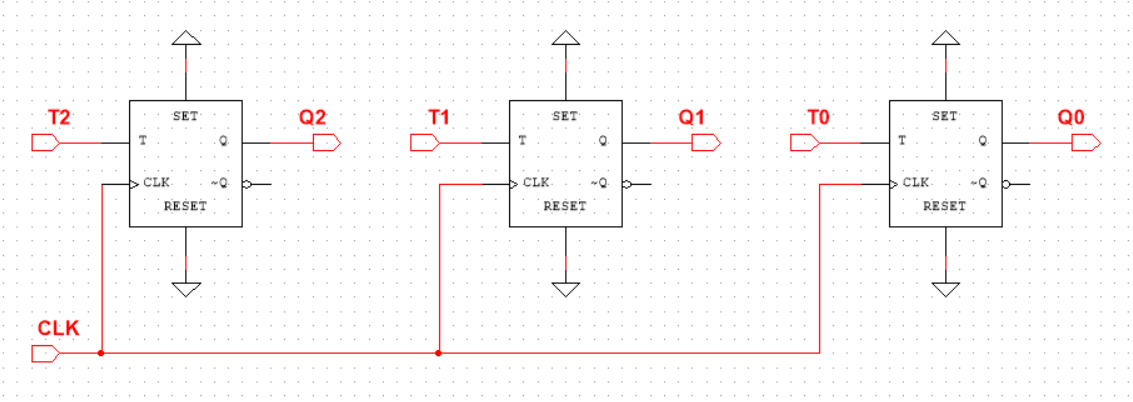 SET SET SET
T2 Q2 T1 Q1 T0 Q0
T Q T Q T Q
CLK ~Q CLK ~Q CLK ~Q
RESET RESET RESET
CLK